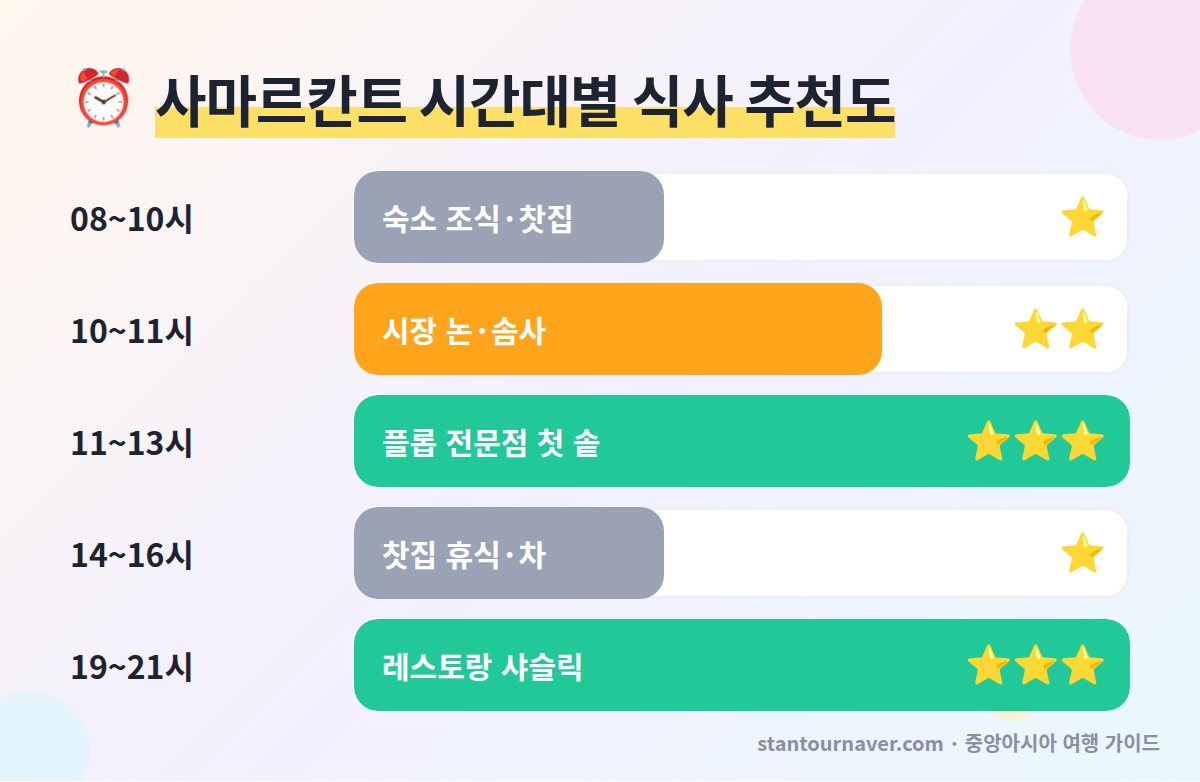 사마르칸트 시간대별 식사 추천도
08~10시
숙소 조식·찻집
10~11시
시장 논·솜사
11~13시
플롭 전문점 첫 솥
14~16시
찻집 휴식·차
19~21시
레스토랑 샤슬릭
stantournaver.com · 중앙아시아 여행 가이드